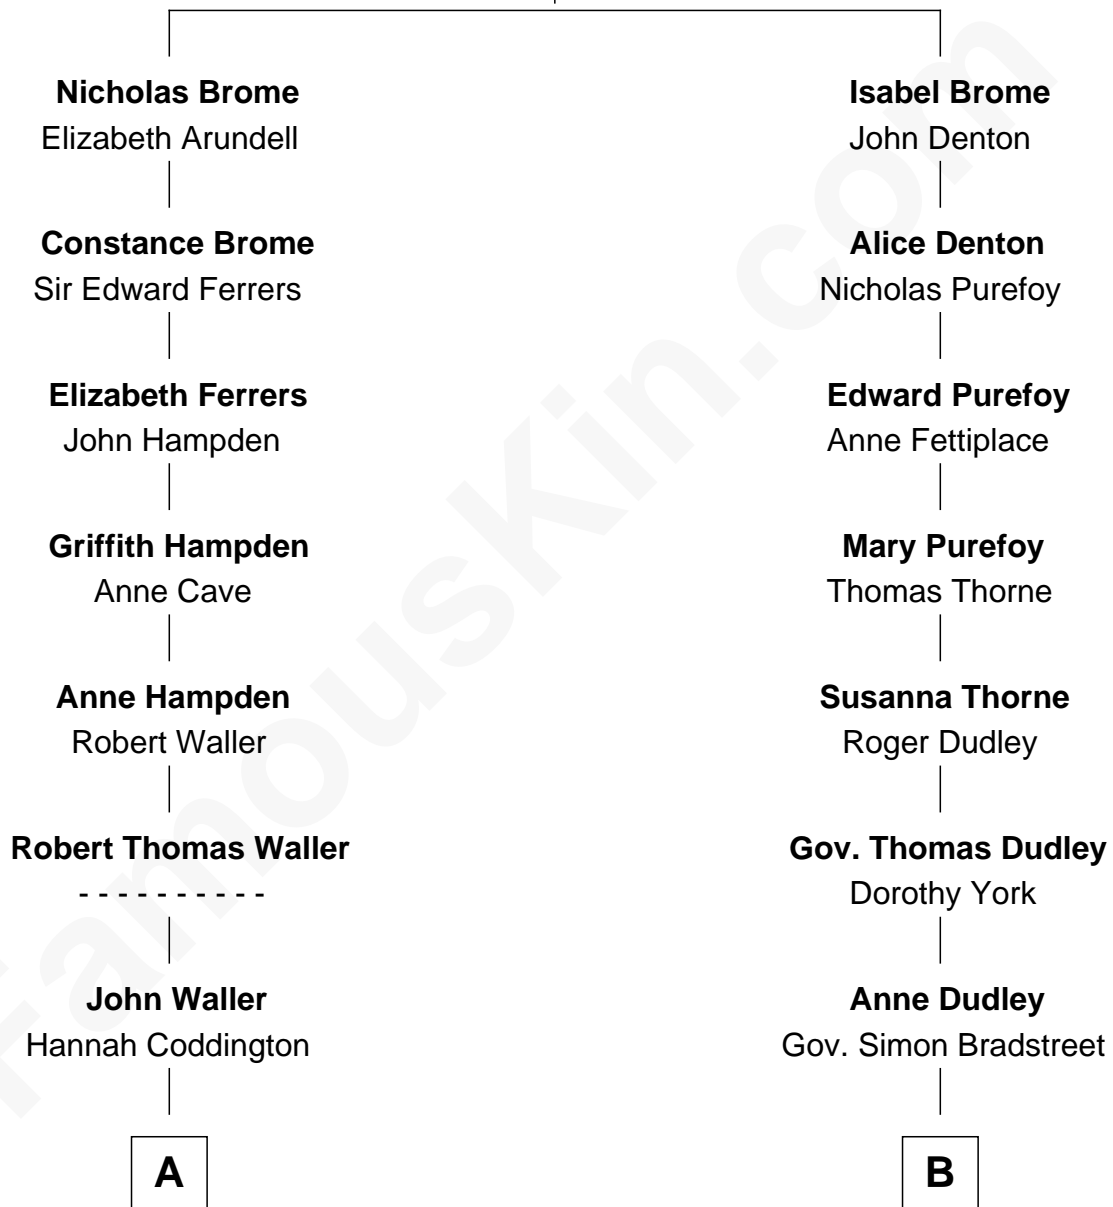 Nicholas Brome
Elizabeth Arundell
Constance Brome
Sir Edward Ferrers
Elizabeth Ferrers
John Hampden
Griffith Hampden
Anne Cave
Anne Hampden
Robert Waller
Robert Thomas Waller
- - - - - - - - - -
John Waller
Hannah Coddington
A
Isabel Brome
John Denton
Alice Denton
Nicholas Purefoy
Edward Purefoy
Anne Fettiplace
Mary Purefoy
Thomas Thorne
Susanna Thorne
Roger Dudley
Gov. Thomas Dudley
Dorothy York
Anne Dudley
Gov. Simon Bradstreet
B
FamousKin.com